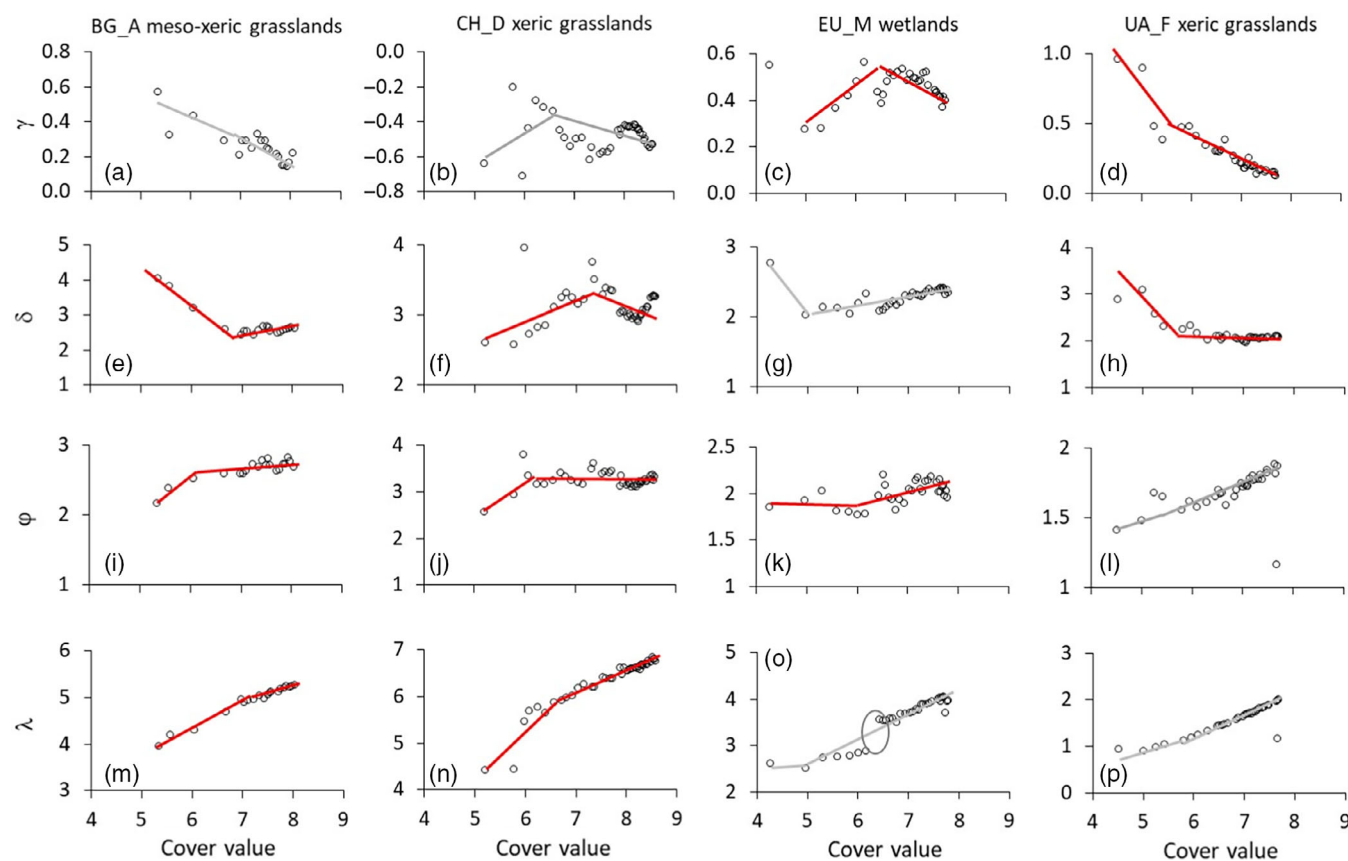 BG_A meso-xeric grasslands CH_D xeric grasslands EU_M wetlands UA_F xeric grasslands
0.8 0.0 0.6 1.0
0.6 −0.2
0.4 −0.4 0.4 0.5
γ
0.2 −0.6 0.2
0.0 (a) −0.8 (b) 0.0 (c) 0.0 (d)
5 4 3 4
4 3
3 3 2
δ
2 2
1 (e) 2 (f) 1 (g) 1 (h)
3 4 2.5 2
3 2
2 1.5
φ
2 1.5
1 (i) 1 (j) 1 (k) 1 (l)
6 7 5 (o) 3
5 6 4 2
λ
4 5 3 1
3 (m) 4 (n) 2 0 (p)
4 5 6 7 8 9 4 5 6 7 8 9 4 5 6 7 8 9 4 5 6 7 8 9
Cover value Cover value Cover value Cover value